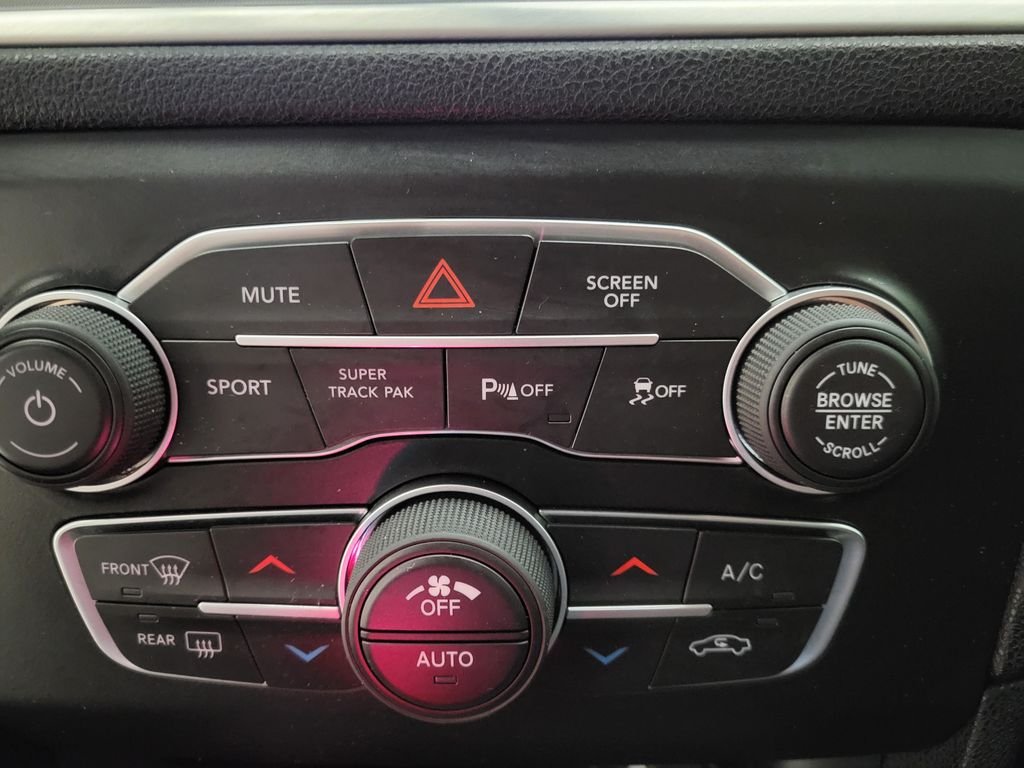 MUTE
SCREEN
OFF
VOLUME
SPORT
SUPER
TRACK PAK
P OFF
OFF
TUNE
BROWSE
ENTER
SCROLL
FRONT
OFF
A/C
REAR
AUTO